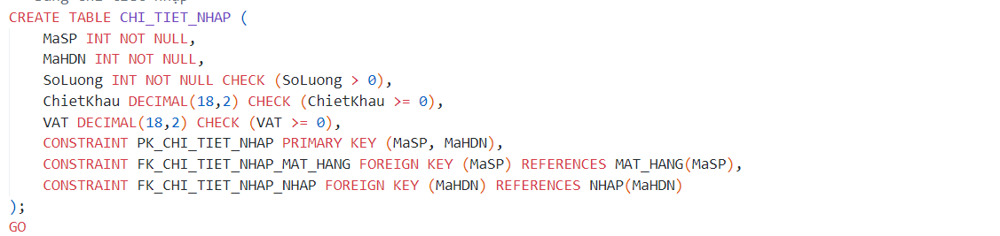 CREATE TABLE CHI_TIET_NHAP (
MaSP INT NOT NULL,
MaHDN INT NOT NULL,
SoLuong INT NOT NULL CHECK (SoLuong > 0),
ChietKhau DECIMAL(18,2) CHECK (ChietKhau >= 0),
VAT DECIMAL(18,2) CHECK (VAT >= 0),
CONSTRAINT PK_CHI_TIET_NHAP PRIMARY KEY (MaSP, MaHDN),
CONSTRAINT FK_CHI_TIET_NHAP_MAT_HANG FOREIGN KEY (MaSP) REFERENCES MAT_HANG(MaSP),
CONSTRAINT FK_CHI_TIET_NHAP_NHAP FOREIGN KEY (MaHDN) REFERENCES NHAP(MaHDN)
);
GO